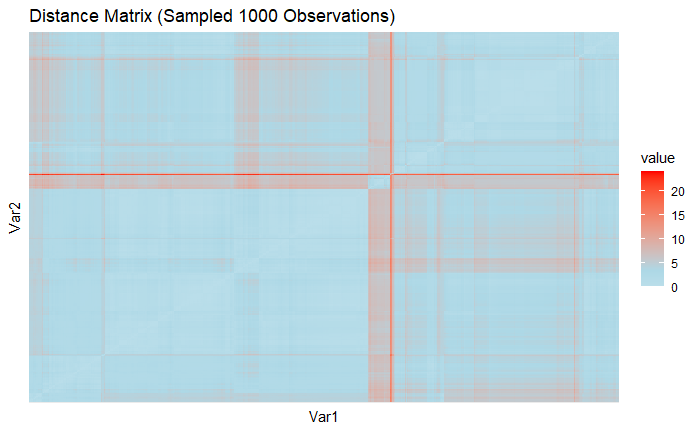 Distance Matrix (Sampled 1000 Observations)
Var2
Var1
value
20
15
10
5
0